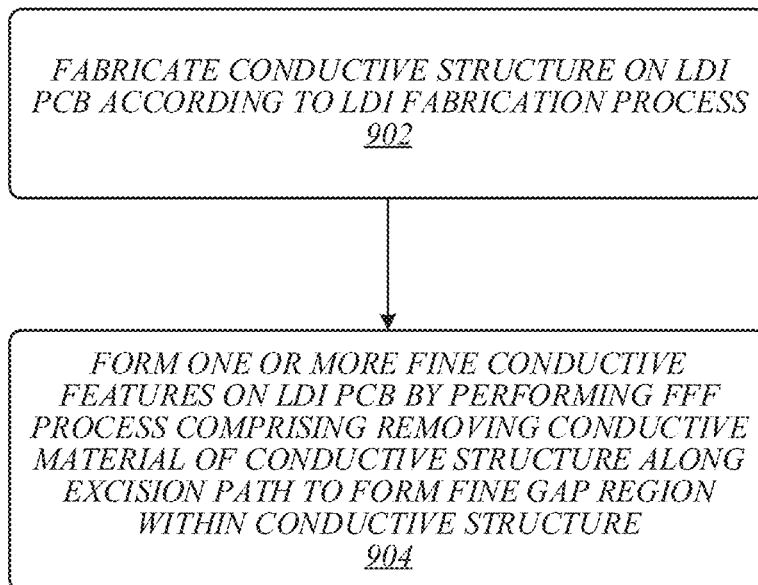 FABRICATE CONDUCTIVE STRUCTURE ON LDI
PCB ACCORDING TO LDI FABRICATION PROCESS
902
FORM ONE OR MORE FINE CONDUCTIVE
FEATURES ON LDI PCB BY PERFORMING FFF
PROCESS COMPRISING REMOVING CONDUCTIVE
MATERIAL OF CONDUCTIVE STRUCTURE ALONG
EXCISION PATH TO FORM FINE GAP REGION
WITHIN CONDUCTIVE STRUCTURE
904